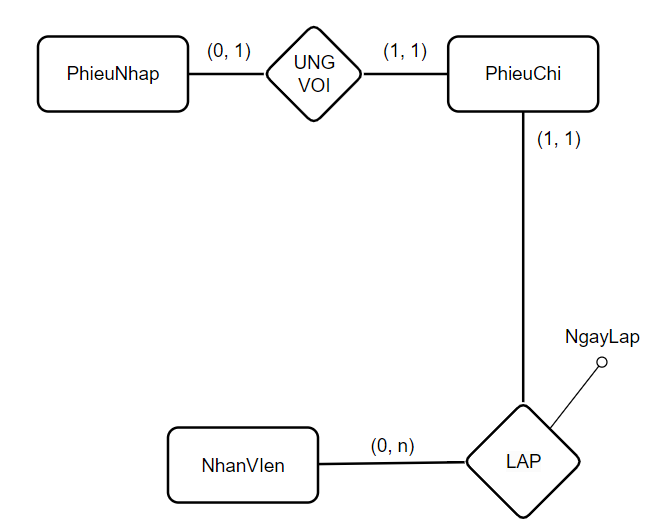 (0, 1)
(1, 1)
PhieuNhap
UNG
VOI
PhieuChi
(1, 1)
NgayLap
(0, n)
NhanVIen
LAP